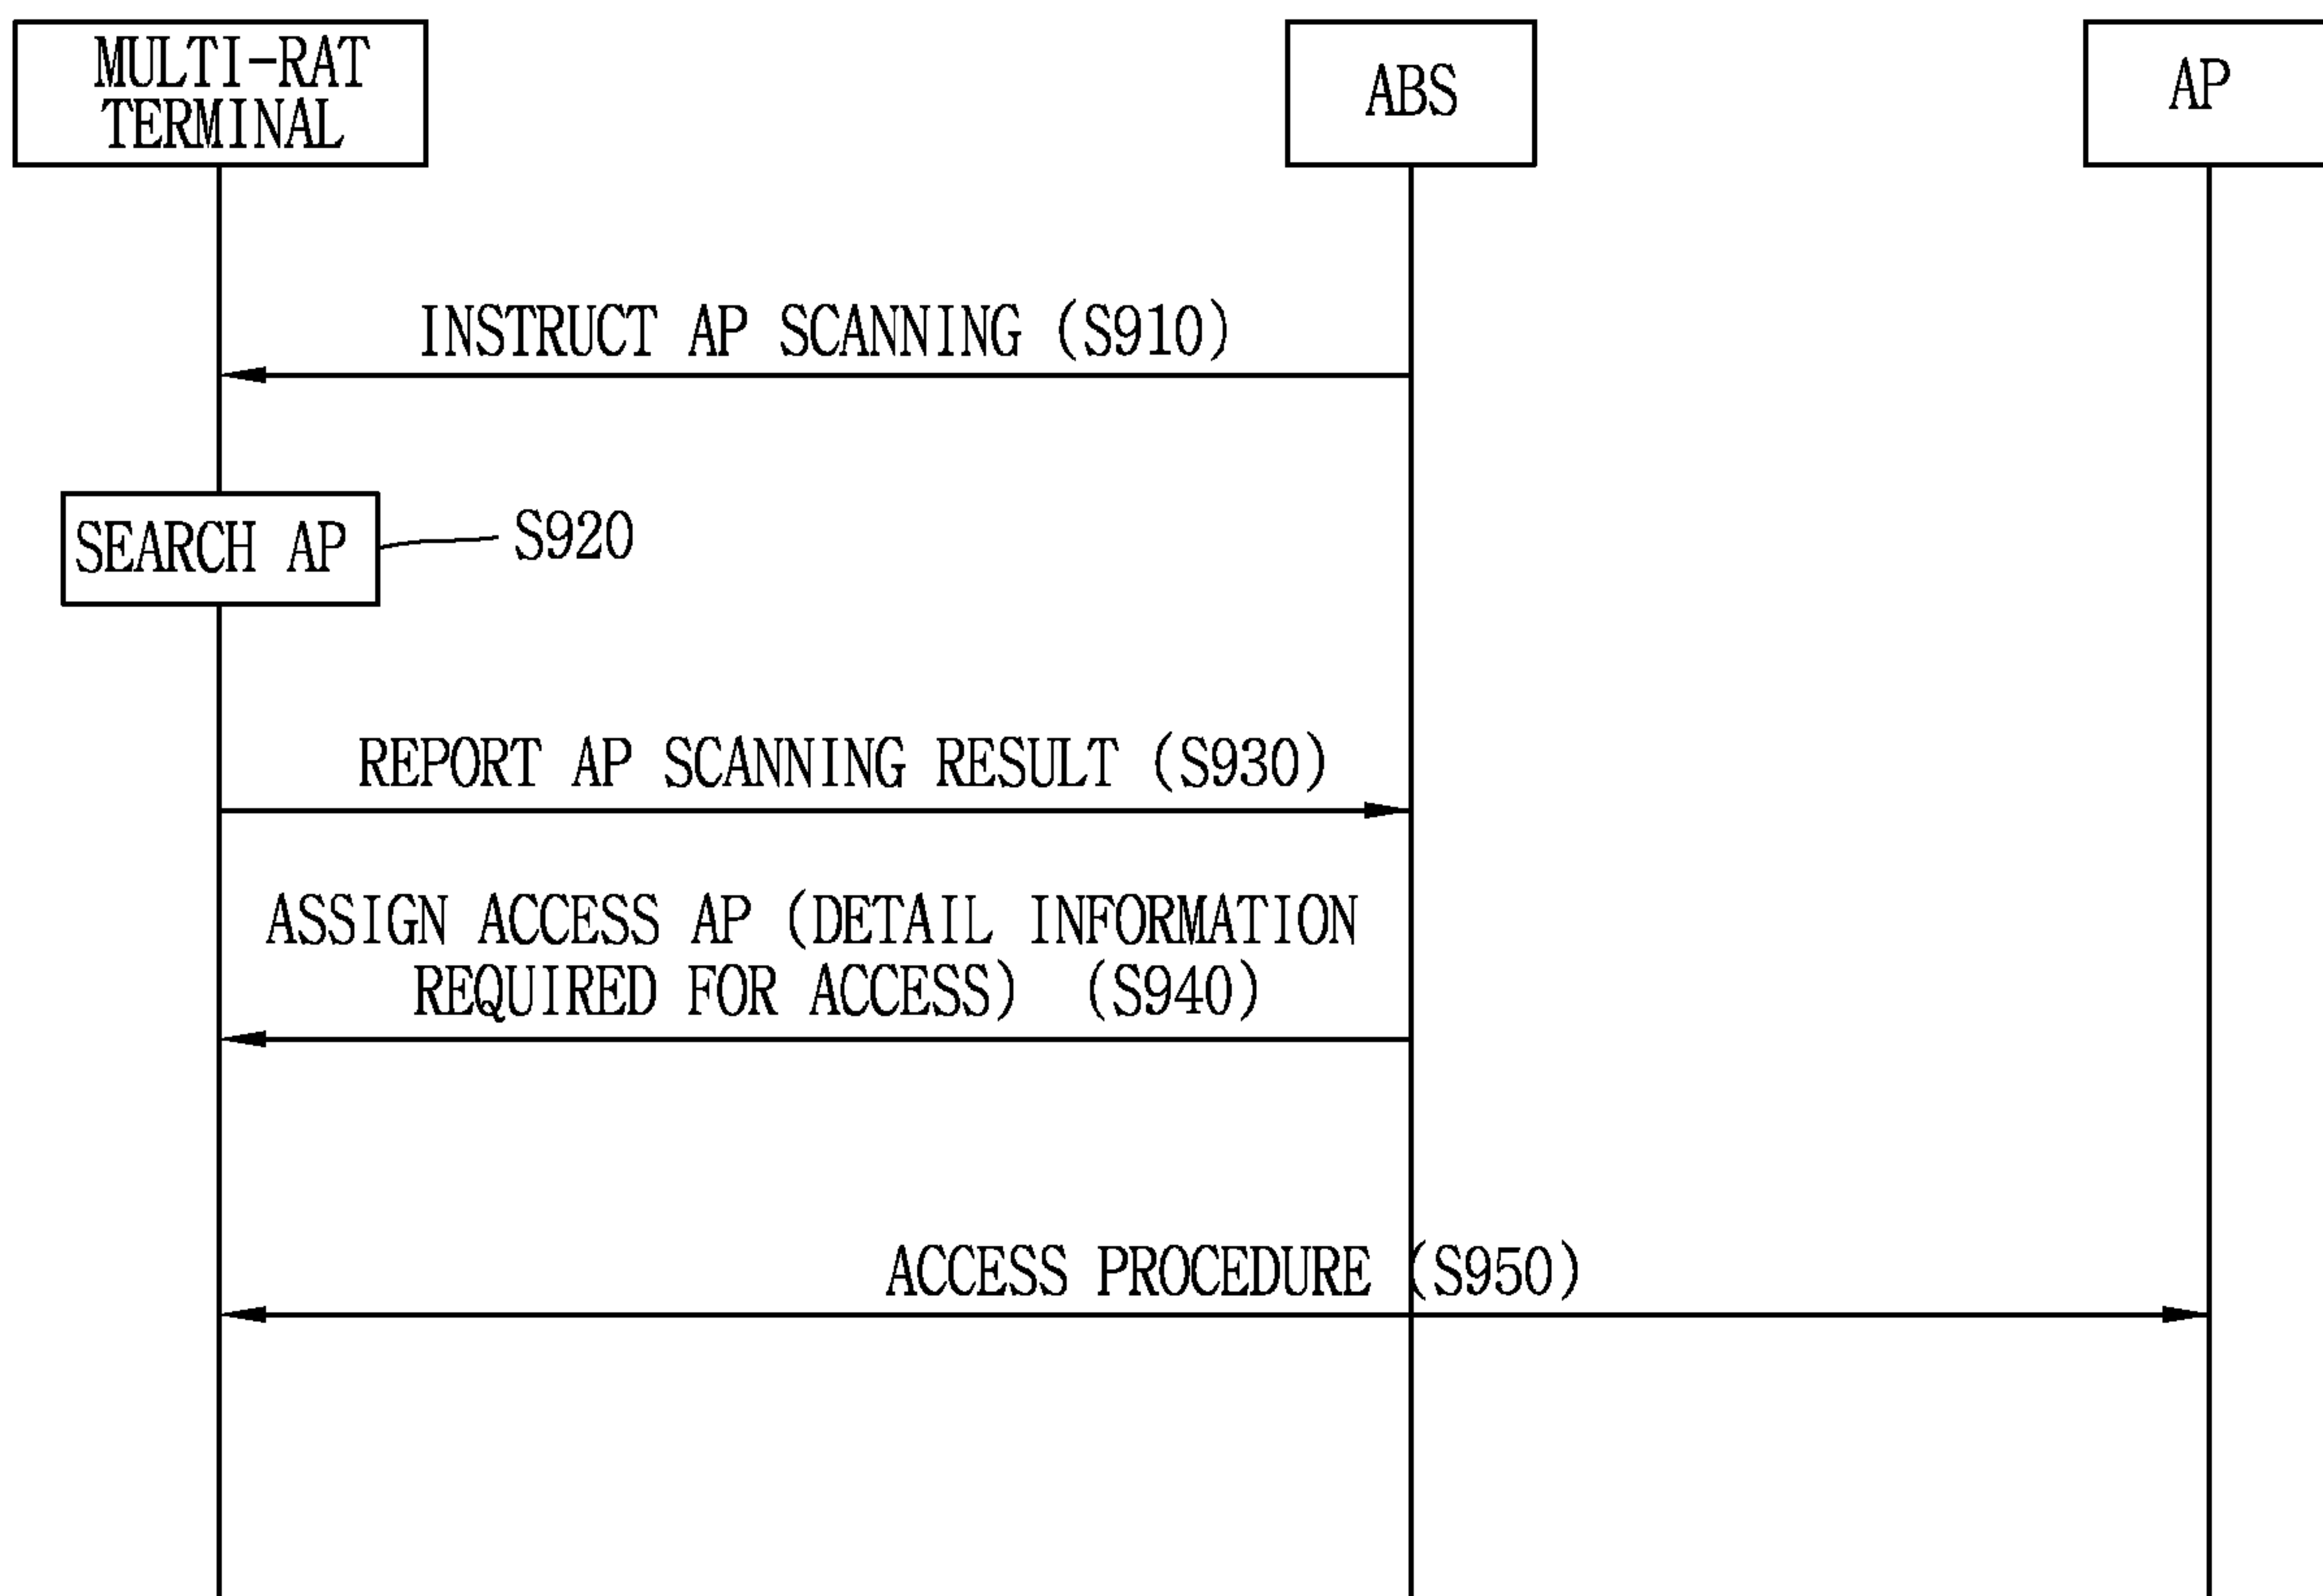 MULTI-RAT
TERMINAL
ABS
AP
INSTRUCT AP SCANNING (S910)
SEARCH AP
S920
REPORT AP SCANNING RESULT (S930)
ASSIGN ACCESS AP (DETAIL INFORMATION
REQUIRED FOR ACCESS) (S940)
ACCESS PROCEDURE (S950)